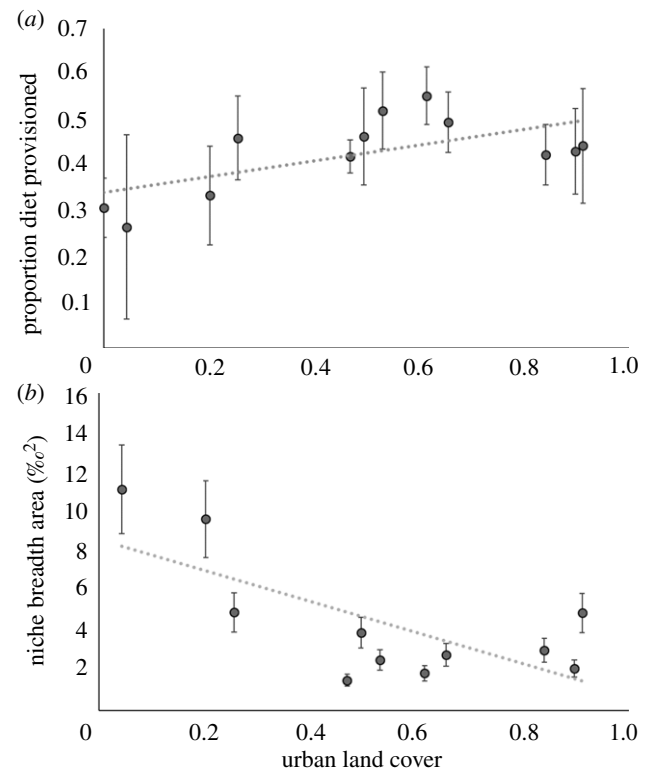 (a)
0.7
0.6
0.5
0.4
0.3
0.2
0.1
proportion diet provisioned
0 0.2 0.4 0.6 0.8 1.0
(b)
16
14
12
10
8
6
4
2
niche breadth area (‰²)
0 0.2 0.4 0.6 0.8 1.0
urban land cover